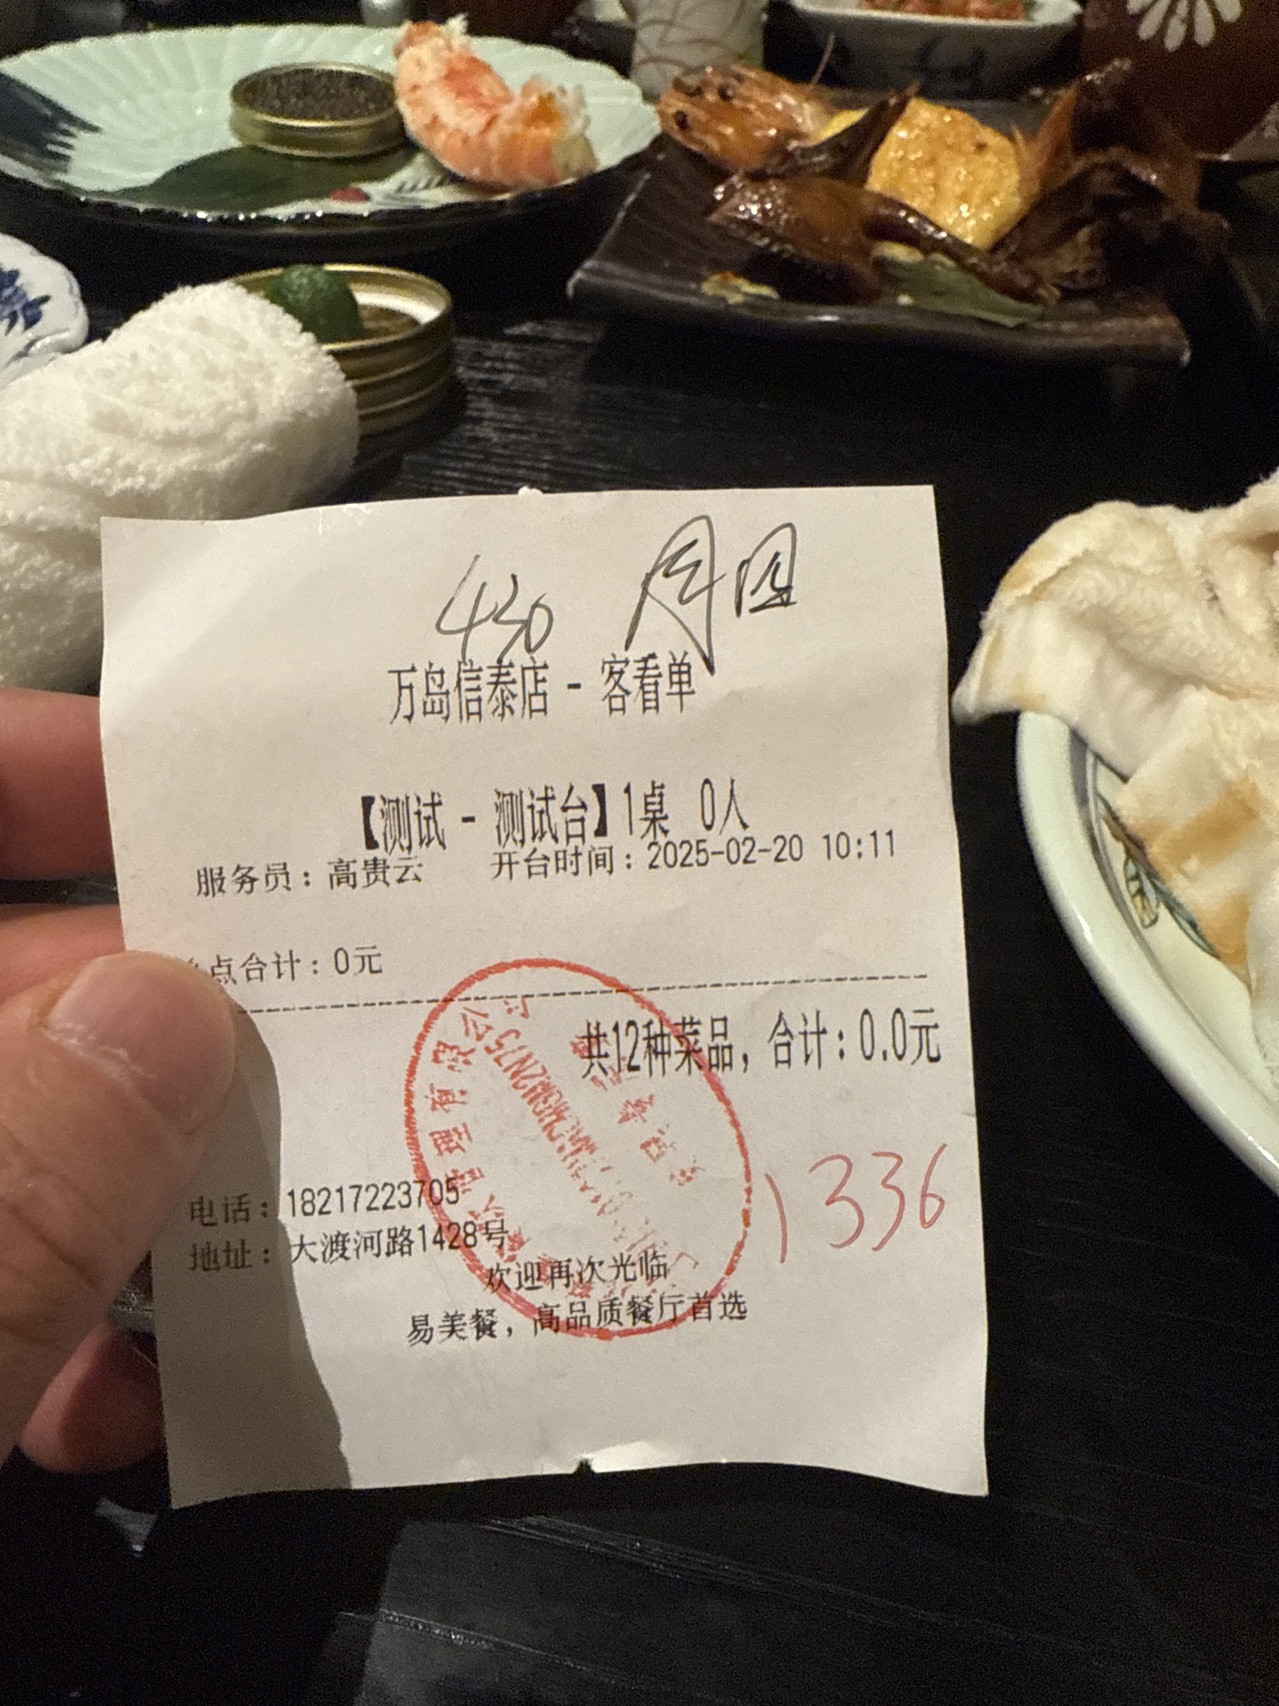 430
万岛信泰店 - 客看单
【测试 - 测试台】1桌 0人
服务员：高贵云 开台时间：2025-02-20 10:11
点合计：0元
共12种菜品，合计：0.0元
1336
电话：18217223705
地址：大渡河路1428号
欢迎再次光临
易美餐，高品质餐厅首选